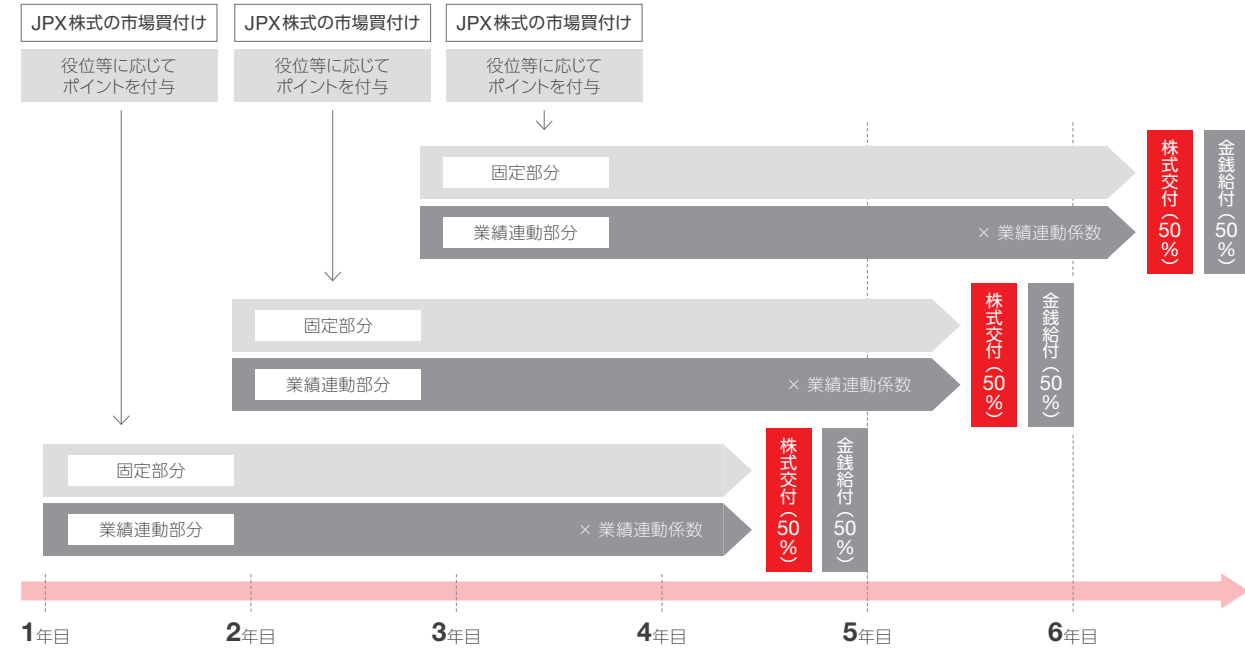 JPX株式の市場買付け
役位等に応じて
ポイントを付与
JPX株式の市場買付け
役位等に応じて
ポイントを付与
JPX株式の市場買付け
役位等に応じて
ポイントを付与
固定部分
業績連動部分
× 業績連動係数
株式交付(50%)
金銭給付(50%)
固定部分
業績連動部分
× 業績連動係数
株式交付(50%)
金銭給付(50%)
固定部分
業績連動部分
× 業績連動係数
株式交付(50%)
金銭給付(50%)
1年目
2年目
3年目
4年目
5年目
6年目